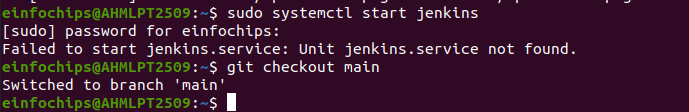 einfochips@AHMLPT2509:~$ sudo systemctl start jenkins
[sudo] password for einfochips:
Failed to start jenkins.service: Unit jenkins.service not found.
einfochips@AHMLPT2509:~$ git checkout main
Switched to branch 'main'
einfochips@AHMLPT2509:~$